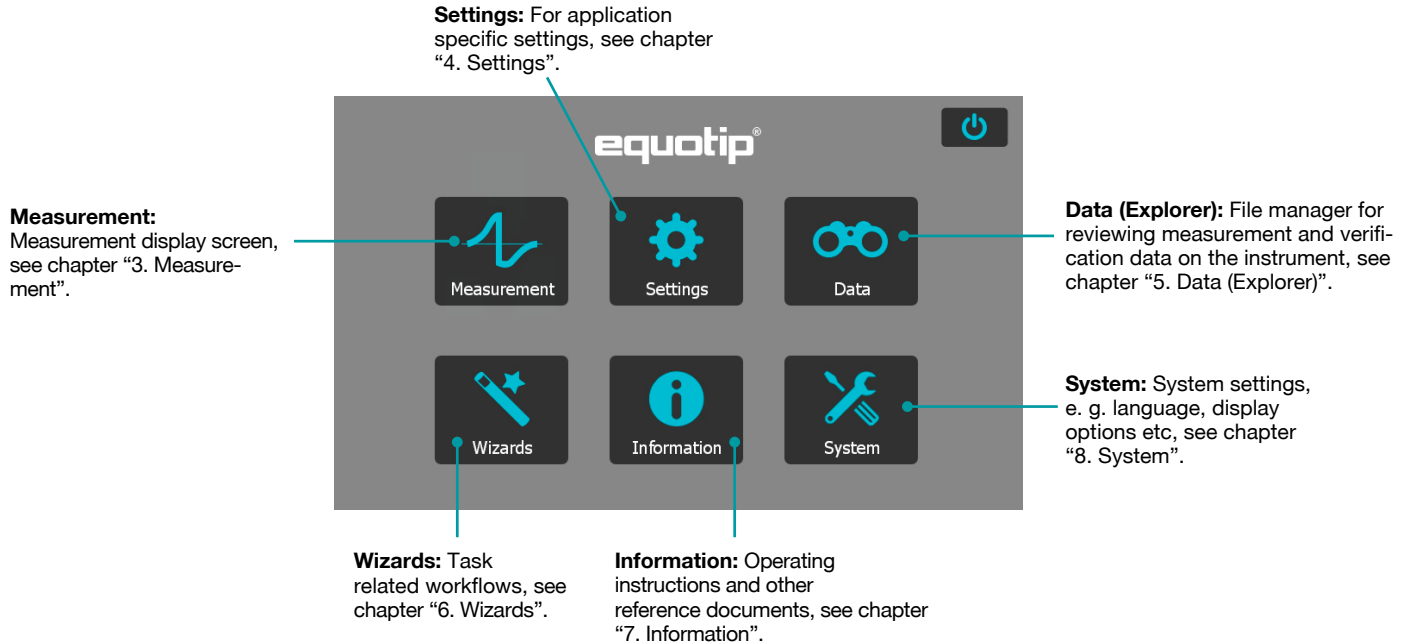 Settings: For application
specific settings, see chapter
“4. Settings”.
equotip®
Measurement:
Measurement display screen,
see chapter “3. Measure-
ment”.
Measurement
Settings
Data
Data (Explorer): File manager for
reviewing measurement and verifi-
cation data on the instrument, see
chapter “5. Data (Explorer)”.
Wizards
Information
System
System: System settings,
e. g. language, display
options etc, see chapter
“8. System”.
Wizards: Task
related workflows, see
chapter “6. Wizards”.
Information: Operating
instructions and other
reference documents, see chapter
“7. Information”.